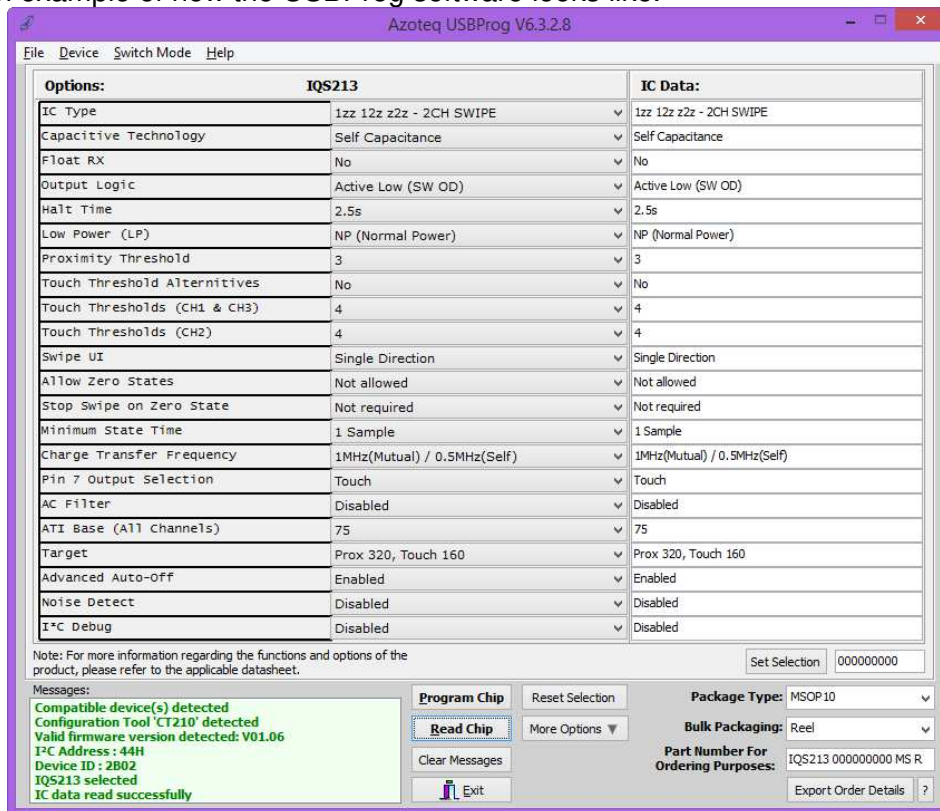 an example of how the USBProg software looks like.
Azoteq USBProg V6.3.2.8
File Device Switch Mode Help
Options: IQS213 IC Data:
IC Type 1zz 12z z2z - 2CH SWIPE 1zz 12z z2z - 2CH SWIPE
Capacitive Technology Self Capacitance Self Capacitance
Float RX No No
Output Logic Active Low (SW OD) Active Low (SW OD)
Halt Time 2.5s 2.5s
Low Power (LP) NP (Normal Power) NP (Normal Power)
Proximity Threshold 3 3
Touch Threshold Alternitives No No
Touch Thresholds (CH1 & CH3) 4 4
Touch Thresholds (CH2) 4 4
Swipe UI Single Direction Single Direction
Allow Zero States Not allowed Not allowed
Stop Swipe on Zero State Not required Not required
Minimum State Time 1 Sample 1 Sample
Charge Transfer Frequency 1MHz(Mutual) / 0.5MHz(Self) 1MHz(Mutual) / 0.5MHz(Self)
Pin 7 Output Selection Touch Touch
AC Filter Disabled Disabled
ATI Base (All Channels) 75 75
Target Prox 320, Touch 160 Prox 320, Touch 160
Advanced Auto-Off Enabled Enabled
Noise Detect Disabled Disabled
I²C Debug Disabled Disabled
Note: For more information regarding the functions and options of the
product, please refer to the applicable datasheet.
Set Selection 000000000
Messages:
Compatible device(s) detected
Configuration Tool 'CT210' detected
Valid firmware version detected: V01.06
I²C Address : 44H
Device ID : 2B02
IQS213 selected
IC data read successfully
Program Chip Reset Selection
Read Chip More Options ▼
Clear Messages
Exit
Package Type: MSOP10
Bulk Packaging: Reel
Part Number For
Ordering Purposes: IQS213 000000000 MS R
Export Order Details ?